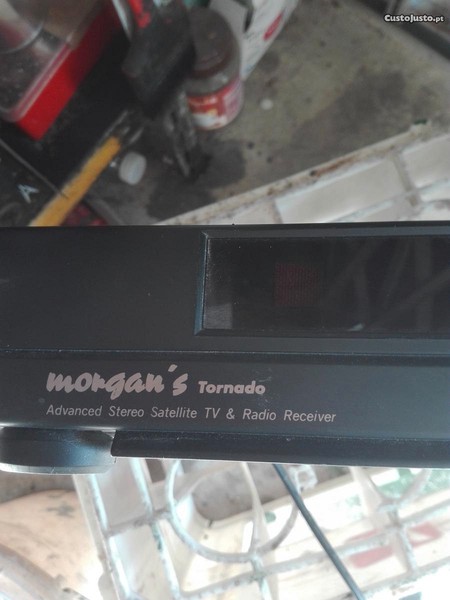 CustoJusto.pt
morgan's Tornado
Advanced Stereo Satellite TV & Radio Receiver
A